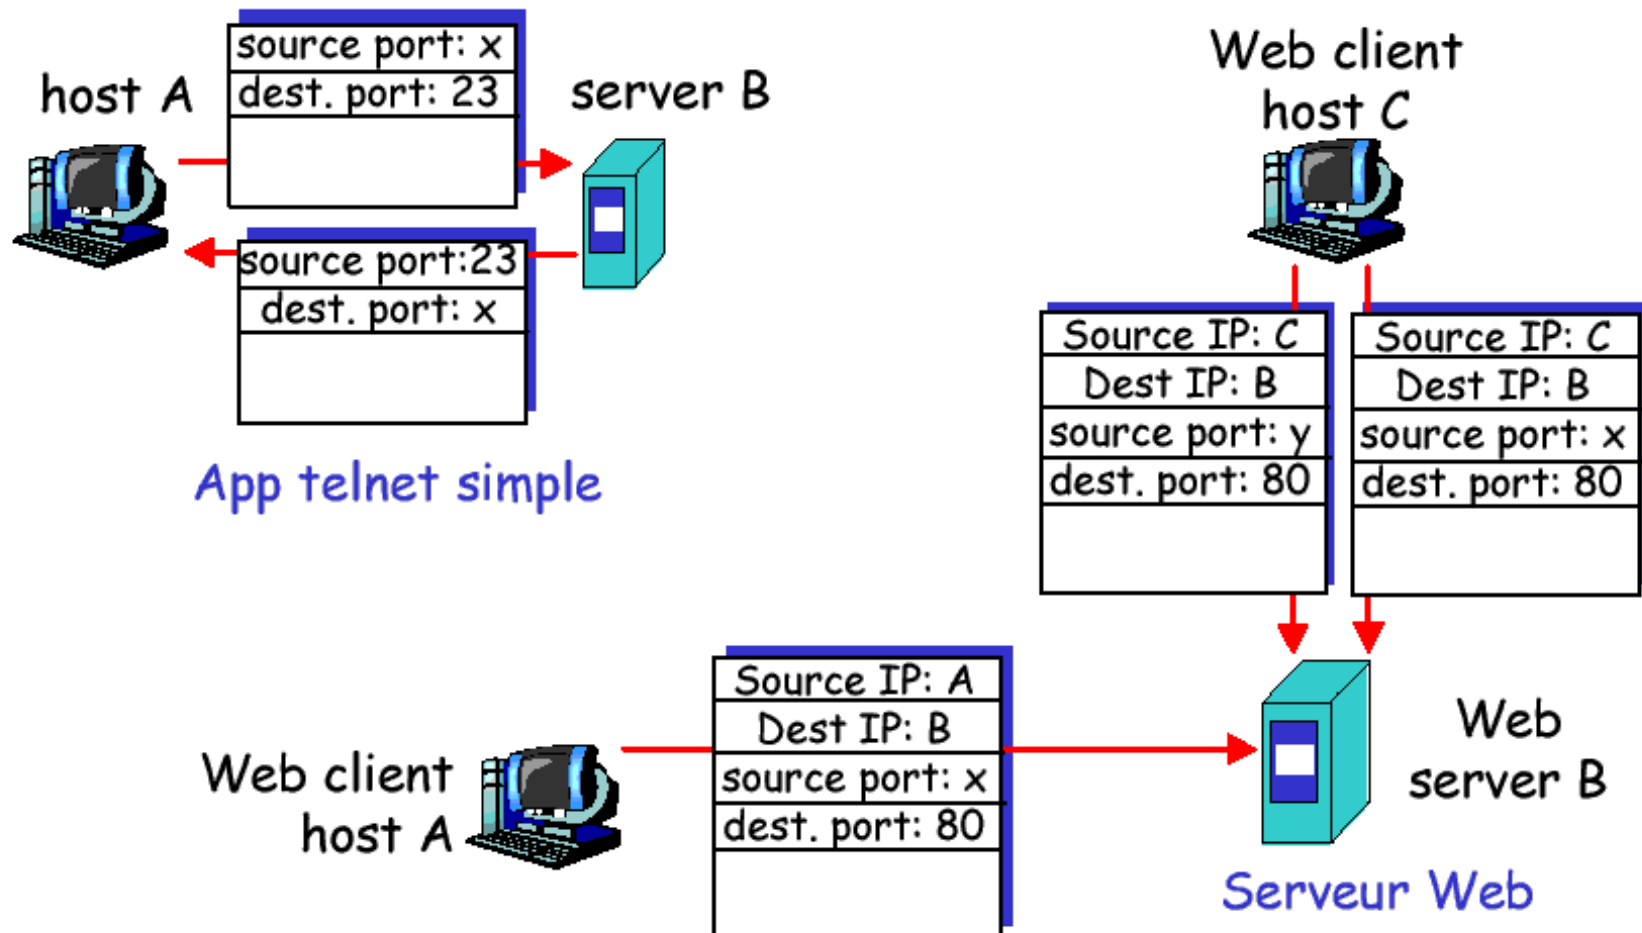 host A
source port: x
dest. port: 23
server B
source port:23
dest. port: x
App telnet simple
Web client
host C
Source IP: C
Dest IP: B
source port: y
dest. port: 80
Source IP: C
Dest IP: B
source port: x
dest. port: 80
Web client
host A
Source IP: A
Dest IP: B
source port: x
dest. port: 80
Web
server B
Serveur Web